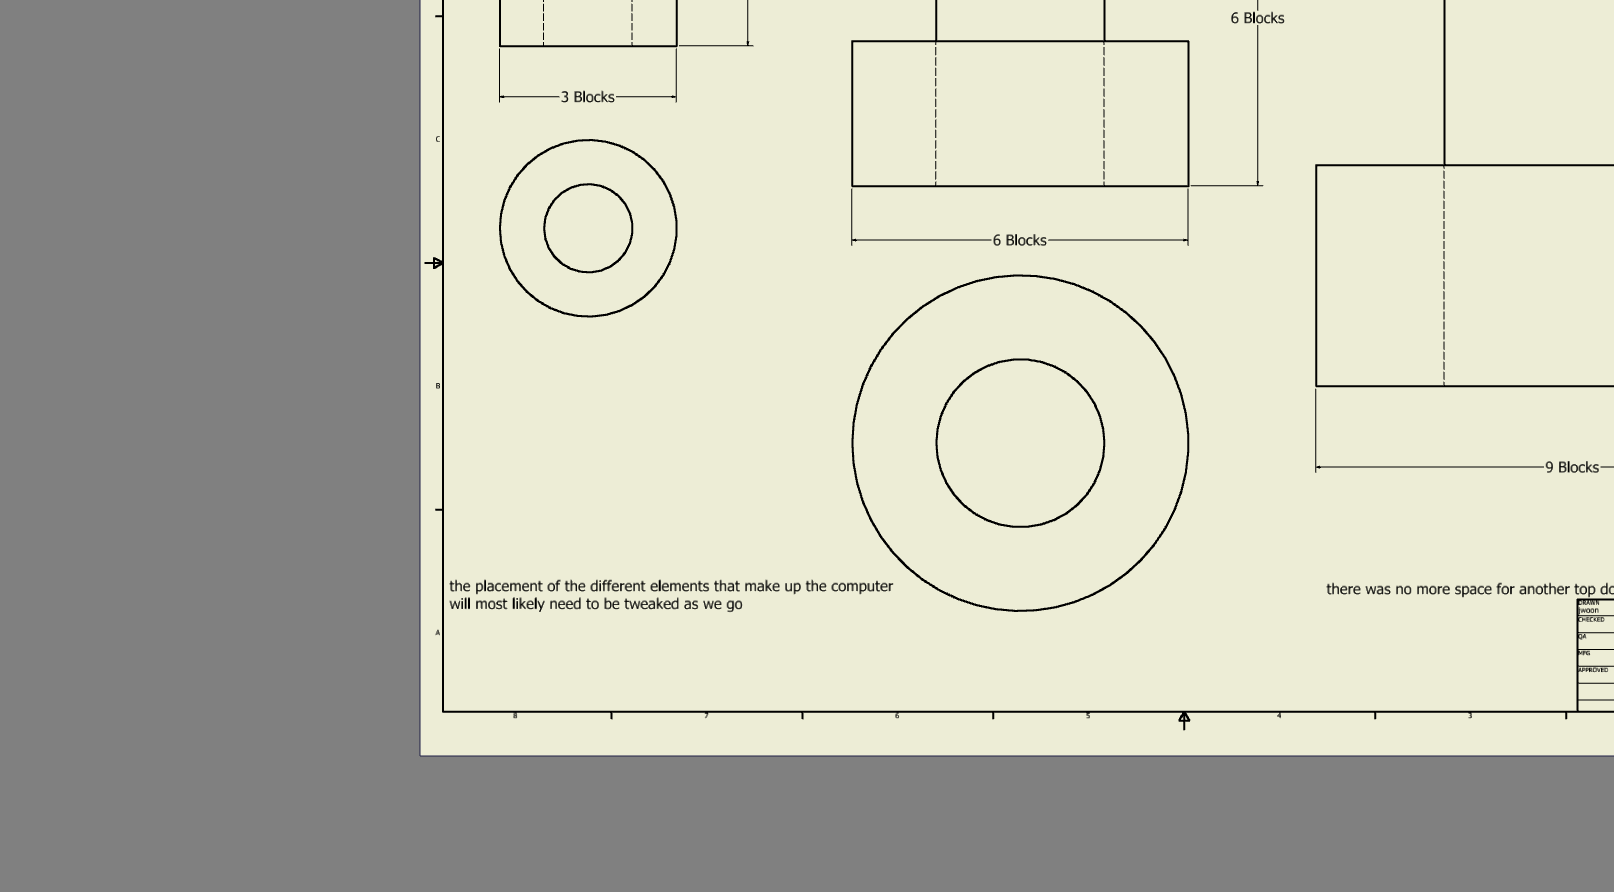 6 Blocks
3 Blocks
C
6 Blocks
B
9 Blocks
the placement of the different elements that make up the computer
will most likely need to be tweaked as we go
there was no more space for another top do
DRAWN
jwoon
CHECKED
QA
MFG
APPROVED
A
8 7 6 5 4 3